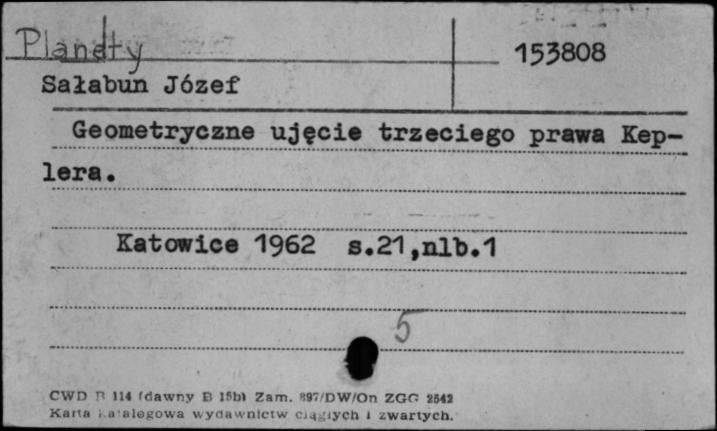 Planety
153808
Sałabun Józef
Geometryczne ujęcie trzeciego prawa Kep-
lera.
Katowice 1962 s.21,nlb.1
5
CWD B 114 (dawny B 15b) Zam. 897/DW/On ZGG 2542
Karta katalogowa wydawnictw ciągłych i zwartych.